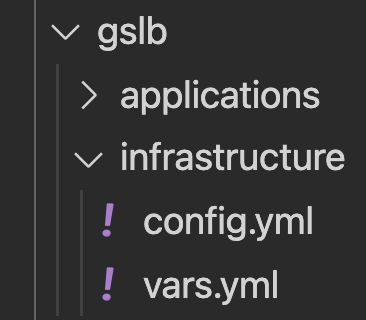 gslb
applications
infrastructure
! config.yml
! vars.yml